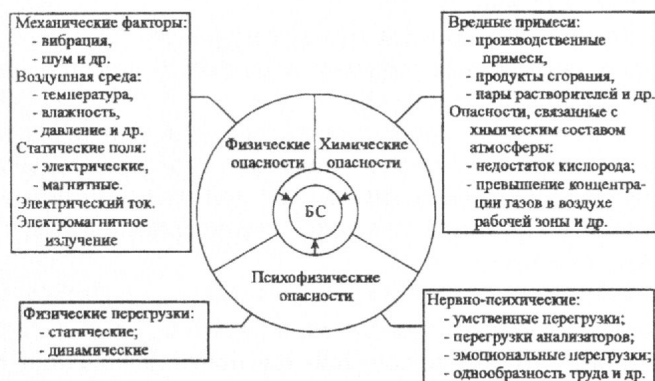 Механические факторы:
- вибрация,
- шум и др.
Воздушная среда:
- температура,
- влажность,
- давление и др.
Статические поля:
- электрические,
- магнитные.
Электрический ток.
Электромагнитное
излучение
Вредные примеси:
- производственные
примеси,
- продукты сгорания,
- пары растворителей и др.
Опасности, связанные с
химическим составом
атмосферы:
- недостаток кислорода;
- превышение концентра-
ции газов в воздухе
рабочей зоны и др.
Физические
опасности
Химические
опасности
БС
Психофизические
опасности
Физические перегрузки:
- статические;
- динамические
Нервно-психические:
- умственные перегрузки;
- перегрузки анализаторов;
- эмоциональные перегрузки;
- однообразность труда и др.